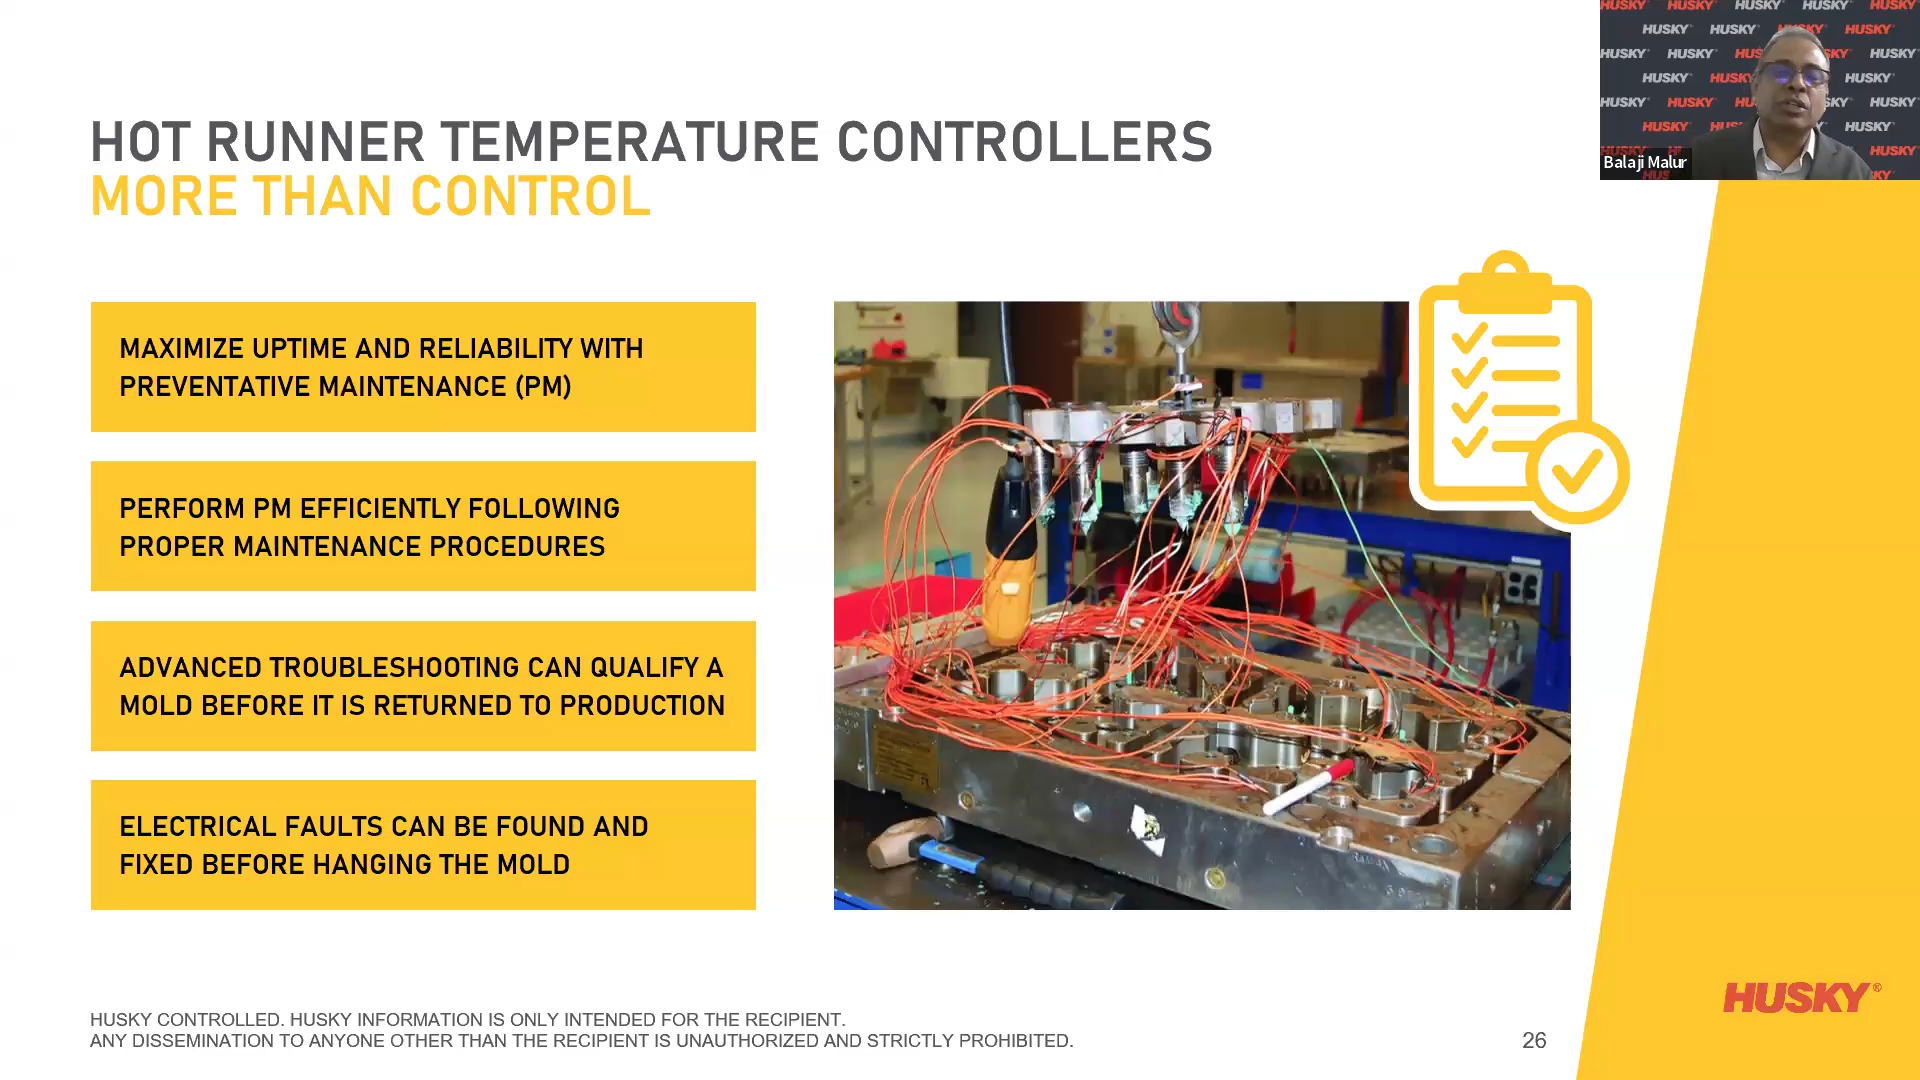 HUSKY HUSKY HUSKY HUSKY HUSKY
HUSKY HUSKY HUSKY HUSKY
HUSKY HUSKY HUSKY
HUSKY HUSKY HUSKY
HUSKY HUSKY HUSKY
HUSKY HUSKY
Balaji Malur
HOT RUNNER TEMPERATURE CONTROLLERS
MORE THAN CONTROL
MAXIMIZE UPTIME AND RELIABILITY WITH
PREVENTATIVE MAINTENANCE (PM)
PERFORM PM EFFICIENTLY FOLLOWING
PROPER MAINTENANCE PROCEDURES
ADVANCED TROUBLESHOOTING CAN QUALIFY A
MOLD BEFORE IT IS RETURNED TO PRODUCTION
ELECTRICAL FAULTS CAN BE FOUND AND
FIXED BEFORE HANGING THE MOLD
HUSKY®
HUSKY CONTROLLED. HUSKY INFORMATION IS ONLY INTENDED FOR THE RECIPIENT.
ANY DISSEMINATION TO ANYONE OTHER THAN THE RECIPIENT IS UNAUTHORIZED AND STRICTLY PROHIBITED.
26